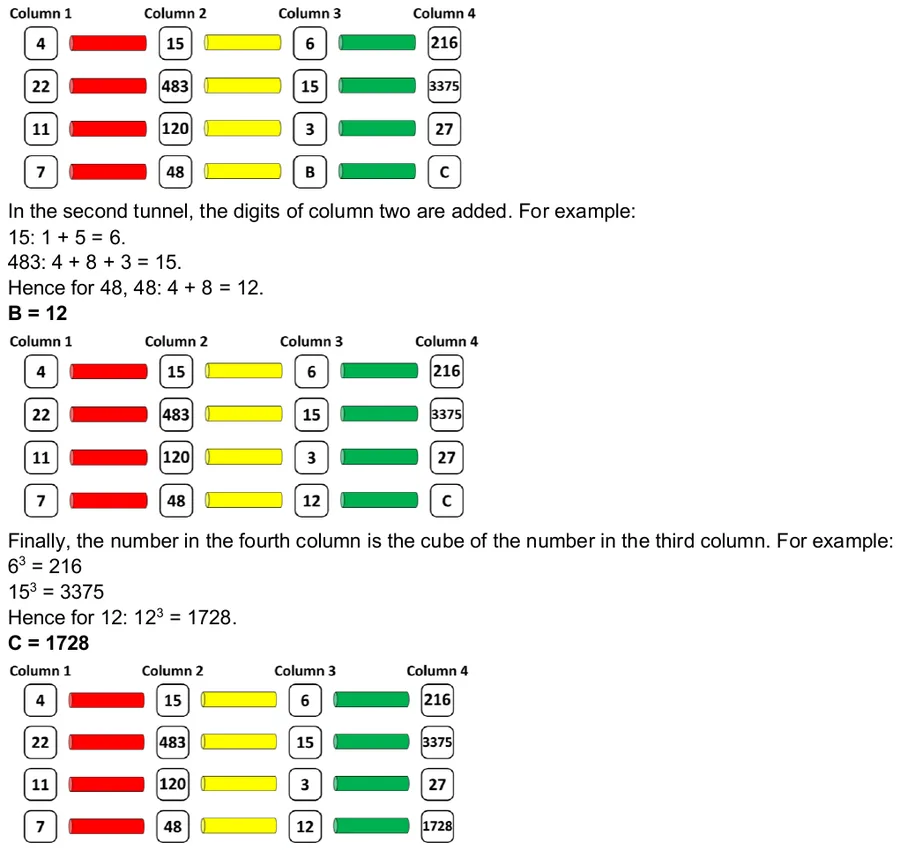 Column 1 Column 2 Column 3 Column 4
4 15 6 216
22 483 15 3375
11 120 3 27
7 48 B C
In the second tunnel, the digits of column two are added. For example:
15: 1 + 5 = 6.
483: 4 + 8 + 3 = 15.
Hence for 48, 48: 4 + 8 = 12.
B = 12
Column 1 Column 2 Column 3 Column 4
4 15 6 216
22 483 15 3375
11 120 3 27
7 48 12 C
Finally, the number in the fourth column is the cube of the number in the third column. For example:
6³ = 216
15³ = 3375
Hence for 12: 12³ = 1728.
C = 1728
Column 1 Column 2 Column 3 Column 4
4 15 6 216
22 483 15 3375
11 120 3 27
7 48 12 1728